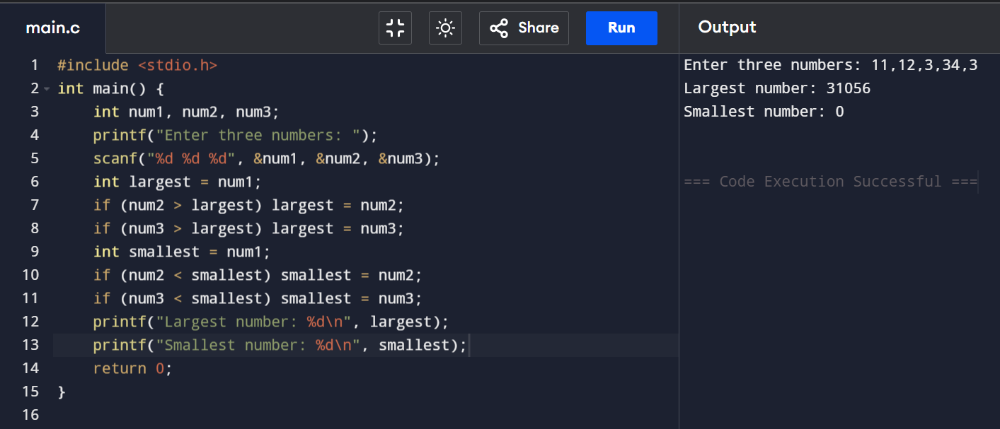 main.c Share Run Output
1 #include <stdio.h>
2 int main() {
3     int num1, num2, num3;
4     printf("Enter three numbers: ");
5     scanf("%d %d %d", &num1, &num2, &num3);
6     int largest = num1;
7     if (num2 > largest) largest = num2;
8     if (num3 > largest) largest = num3;
9     int smallest = num1;
10     if (num2 < smallest) smallest = num2;
11     if (num3 < smallest) smallest = num3;
12     printf("Largest number: %d\n", largest);
13     printf("Smallest number: %d\n", smallest);
14     return 0;
15 }
16
Enter three numbers: 11,12,3,34,3
Largest number: 31056
Smallest number: 0
=== Code Execution Successful ===